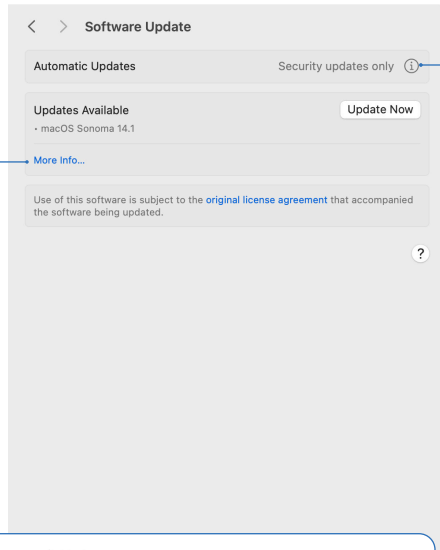 Software Update
Automatic Updates Security updates only
Updates Available Update Now
• macOS Sonoma 14.1
More Info...
Use of this software is subject to the original license agreement that accompanied
the software being updated.
?